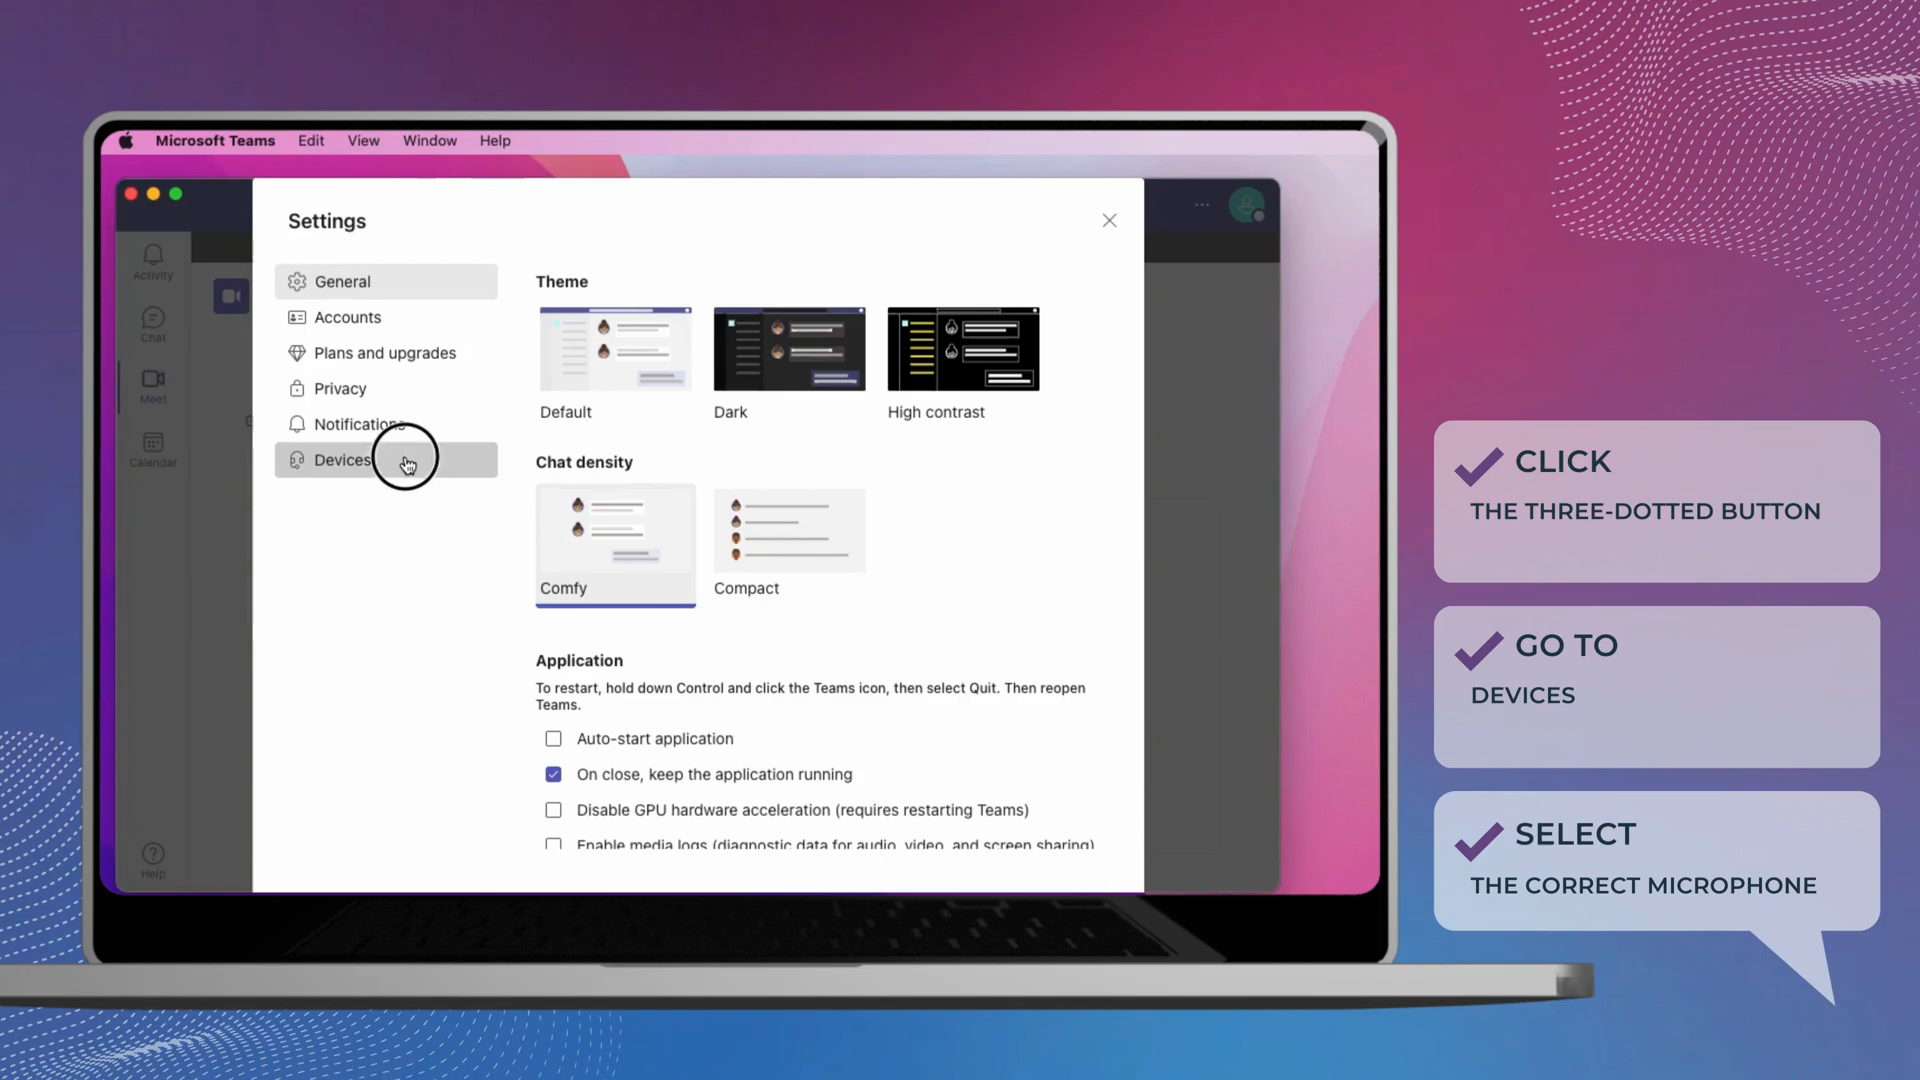 Microsoft Teams Edit View Window Help
Activity
Chat
Meet
Calendar
Help
Settings
General
Accounts
Plans and upgrades
Privacy
Notifications
Devices
Theme
Default Dark High contrast
Chat density
Comfy Compact
Application
To restart, hold down Control and click the Teams icon, then select Quit. Then reopen
Teams.
Auto-start application
On close, keep the application running
Disable GPU hardware acceleration (requires restarting Teams)
Enable media logs (diagnostic data for audio, video, and screen sharing)
CLICK
THE THREE-DOTTED BUTTON
GO TO
DEVICES
SELECT
THE CORRECT MICROPHONE